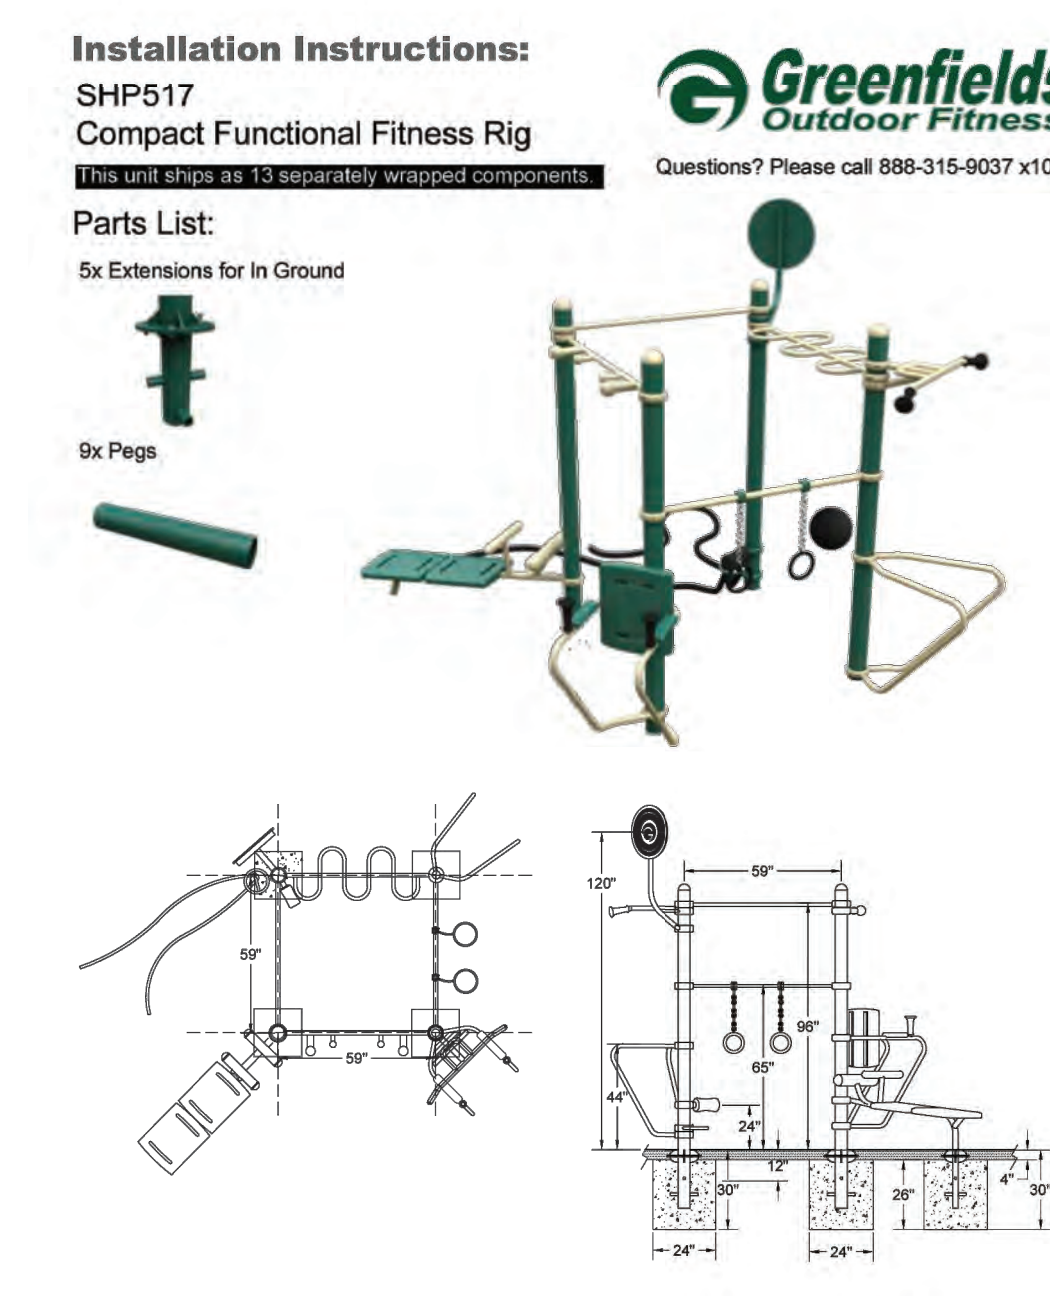 Installation Instructions:
SHP517
Compact Functional Fitness Rig
This unit ships as 13 separately wrapped components.
Greenfields
Outdoor Fitness
Questions? Please call 888-315-9037 x10
Parts List:
5x Extensions for In Ground
9x Pegs
59"
59"
120"
59"
96"
65"
44"
24"
12"
30"
26"
4"
30"
24"
24"